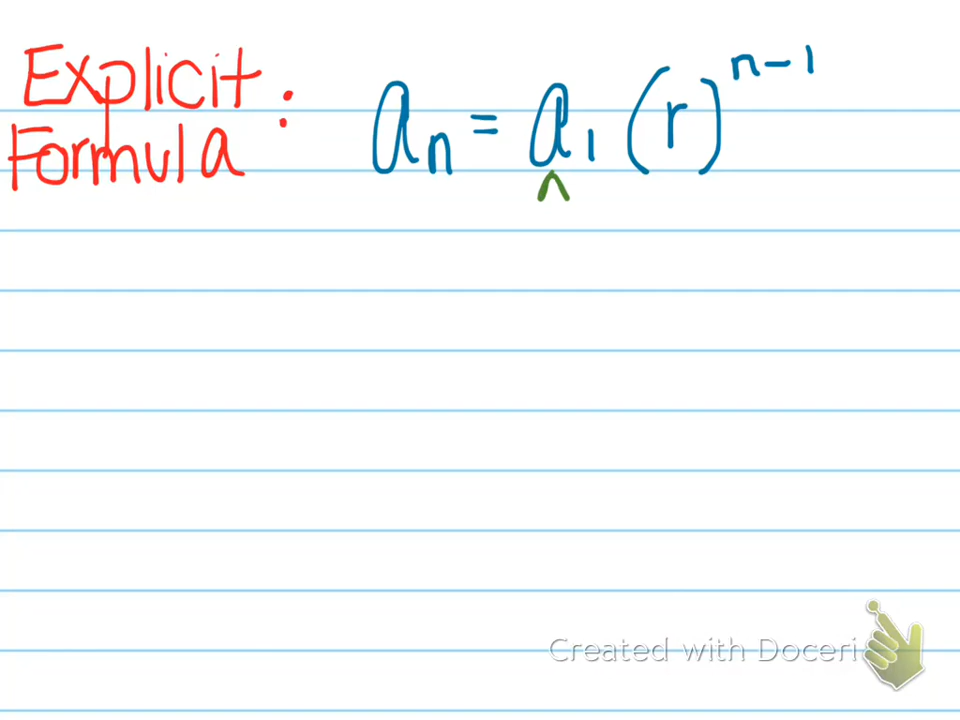 Explicit
Formula : aₙ = a₁ (r)ⁿ⁻¹
Created with Doceri